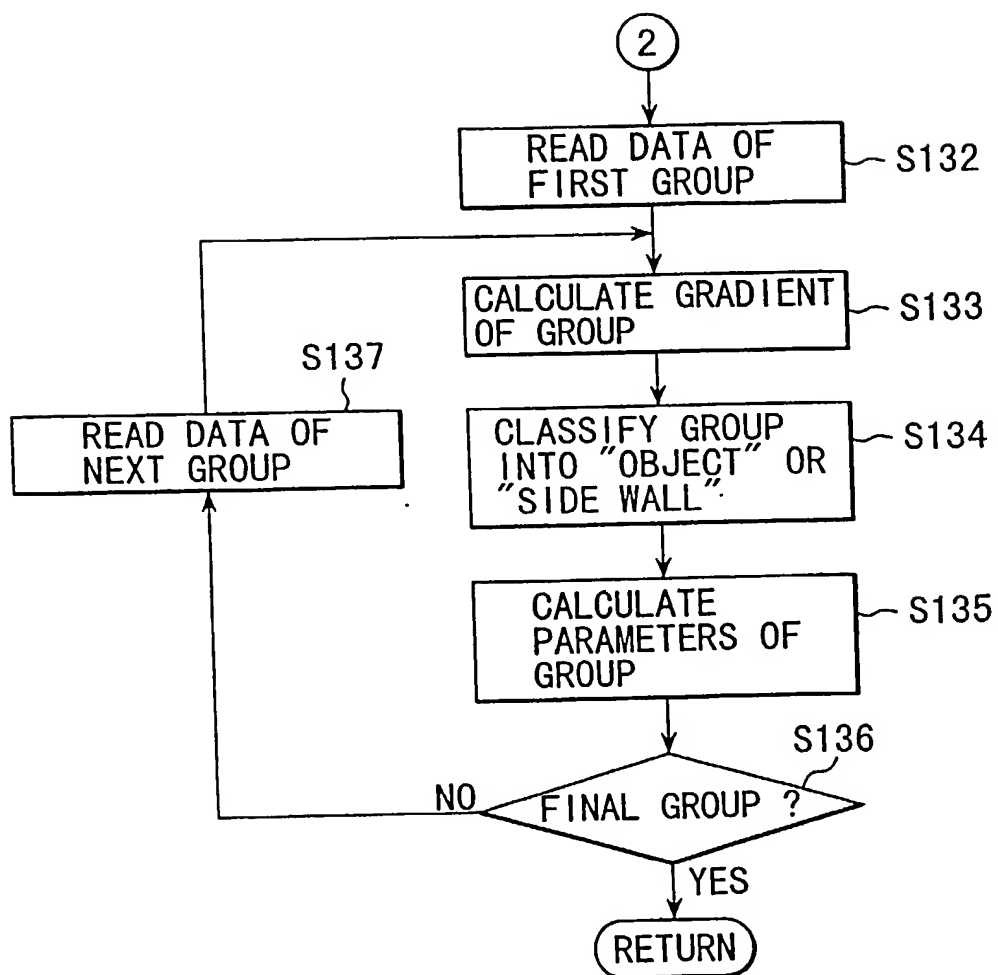 2
READ DATA OF
FIRST GROUP
S132
CALCULATE GRADIENT
OF GROUP
S133
S137
READ DATA OF
NEXT GROUP
CLASSIFY GROUP
INTO "OBJECT" OR
"SIDE WALL"
S134
CALCULATE
PARAMETERS OF
GROUP
S135
S136
NO
FINAL GROUP ?
YES
RETURN